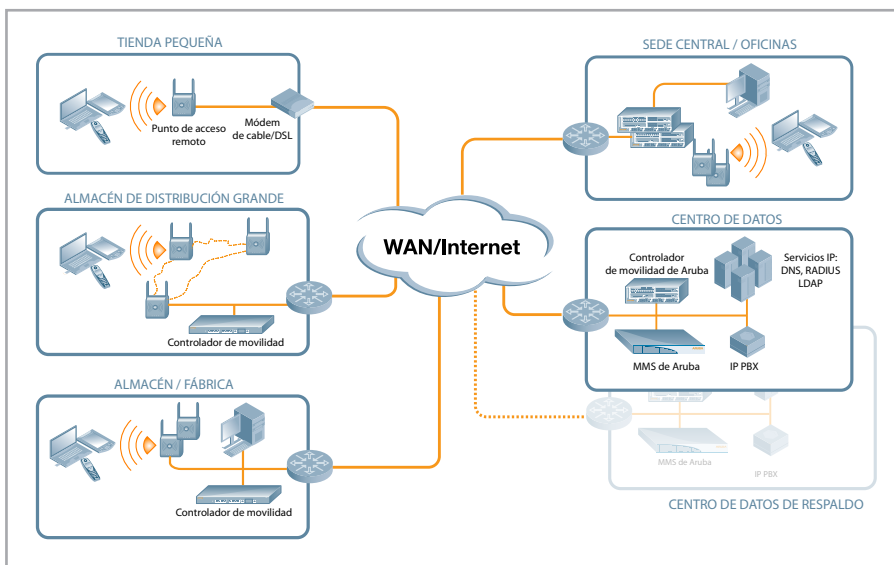 TIENDA PEQUEÑA
Punto de acceso
remoto
Módem
de cable/DSL
ALMACÉN DE DISTRIBUCIÓN GRANDE
Controlador de movilidad
ALMACÉN / FÁBRICA
Controlador de movilidad
WAN/Internet
SEDE CENTRAL / OFICINAS
CENTRO DE DATOS
Controlador
de movilidad de Aruba
Servicios IP:
DNS, RADIUS
LDAP
MMS de Aruba
IP PBX
MMS de Aruba
IP PBX
CENTRO DE DATOS DE RESPALDO